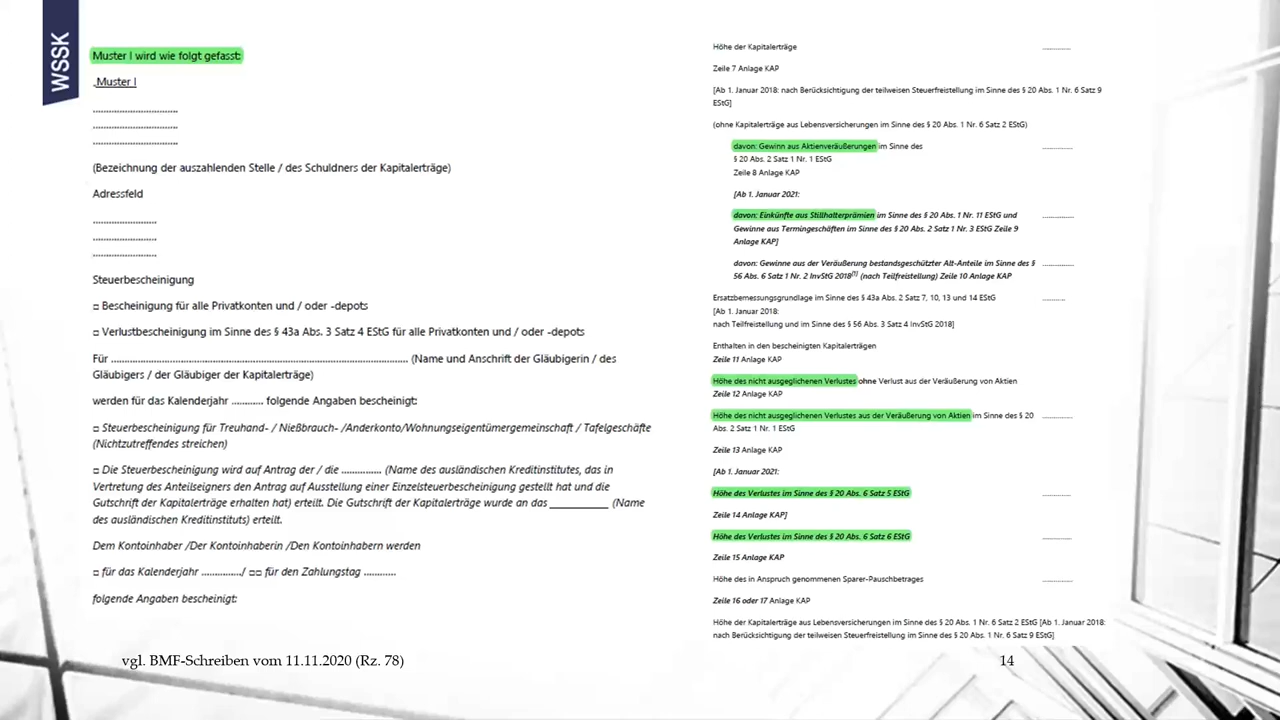 WSSK
Muster I wird wie folgt gefasst:
„Muster I
..............................
..............................
..............................
(Bezeichnung der auszahlenden Stelle / des Schuldners der Kapitalerträge)
Adressfeld
......................
......................
......................
Steuerbescheinigung
□ Bescheinigung für alle Privatkonten und / oder -depots
□ Verlustbescheinigung im Sinne des § 43a Abs. 3 Satz 4 EStG für alle Privatkonten und / oder -depots
Für .................................................................................................... (Name und Anschrift der Gläubigerin / des
Gläubigers / der Gläubiger der Kapitalerträge)
werden für das Kalenderjahr ........... folgende Angaben bescheinigt:
□ Steuerbescheinigung für Treuhand- / Nießbrauch- /Anderkonto/Wohnungseigentümergemeinschaft / Tafelgeschäfte
(Nichtzutreffendes streichen)
□ Die Steuerbescheinigung wird auf Antrag der / die .............. (Name des ausländischen Kreditinstitutes, das in
Vertretung des Anteilseigners den Antrag auf Ausstellung einer Einzelsteuerbescheinigung gestellt hat und die
Gutschrift der Kapitalerträge erhalten hat) erteilt. Die Gutschrift der Kapitalerträge wurde an das __________ (Name
des ausländischen Kreditinstituts) erteilt.
Dem Kontoinhaber /Der Kontoinhaberin /Den Kontoinhabern werden
□ für das Kalenderjahr ............../ □□ für den Zahlungstag ...........
folgende Angaben bescheinigt:
vgl. BMF-Schreiben vom 11.11.2020 (Rz. 78)
Höhe der Kapitalerträge ..............
Zeile 7 Anlage KAP
[Ab 1. Januar 2018: nach Berücksichtigung der teilweisen Steuerfreistellung im Sinne des § 20 Abs. 1 Nr. 6 Satz 9
EStG]
(ohne Kapitalerträge aus Lebensversicherungen im Sinne des § 20 Abs. 1 Nr. 6 Satz 2 EStG)
davon: Gewinn aus Aktienveräußerungen im Sinne des ..............
§ 20 Abs. 2 Satz 1 Nr. 1 EStG
Zeile 8 Anlage KAP
[Ab 1. Januar 2021:
davon: Einkünfte aus Stillhalterprämien im Sinne des § 20 Abs. 1 Nr. 11 EStG und ..............
Gewinne aus Termingeschäften im Sinne des § 20 Abs. 2 Satz 1 Nr. 3 EStG Zeile 9
Anlage KAP]
davon: Gewinne aus der Veräußerung bestandsgeschützter Alt-Anteile im Sinne des § ..............
56 Abs. 6 Satz 1 Nr. 2 InvStG 2018[1] (nach Teilfreistellung) Zeile 10 Anlage KAP
Ersatzbemessungsgrundlage im Sinne des § 43a Abs. 2 Satz 7, 10, 13 und 14 EStG ...........
[Ab 1. Januar 2018:
nach Teilfreistellung und im Sinne des § 56 Abs. 3 Satz 4 InvStG 2018]
Enthalten in den bescheinigten Kapitalerträgen
Zeile 11 Anlage KAP
Höhe des nicht ausgeglichenen Verlustes ohne Verlust aus der Veräußerung von Aktien
Zeile 12 Anlage KAP
Höhe des nicht ausgeglichenen Verlustes aus der Veräußerung von Aktien im Sinne des § 20 ..............
Abs. 2 Satz 1 Nr. 1 EStG
Zeile 13 Anlage KAP
[Ab 1. Januar 2021:
Höhe des Verlustes im Sinne des § 20 Abs. 6 Satz 5 EStG ..............
Zeile 14 Anlage KAP]
Höhe des Verlustes im Sinne des § 20 Abs. 6 Satz 6 EStG ..............
Zeile 15 Anlage KAP
Höhe des in Anspruch genommenen Sparer-Pauschbetrages ..............
Zeile 16 oder 17 Anlage KAP
Höhe der Kapitalerträge aus Lebensversicherungen im Sinne des § 20 Abs. 1 Nr. 6 Satz 2 EStG [Ab 1. Januar 2018:
nach Berücksichtigung der teilweisen Steuerfreistellung im Sinne des § 20 Abs. 1 Nr. 6 Satz 9 EStG]
14